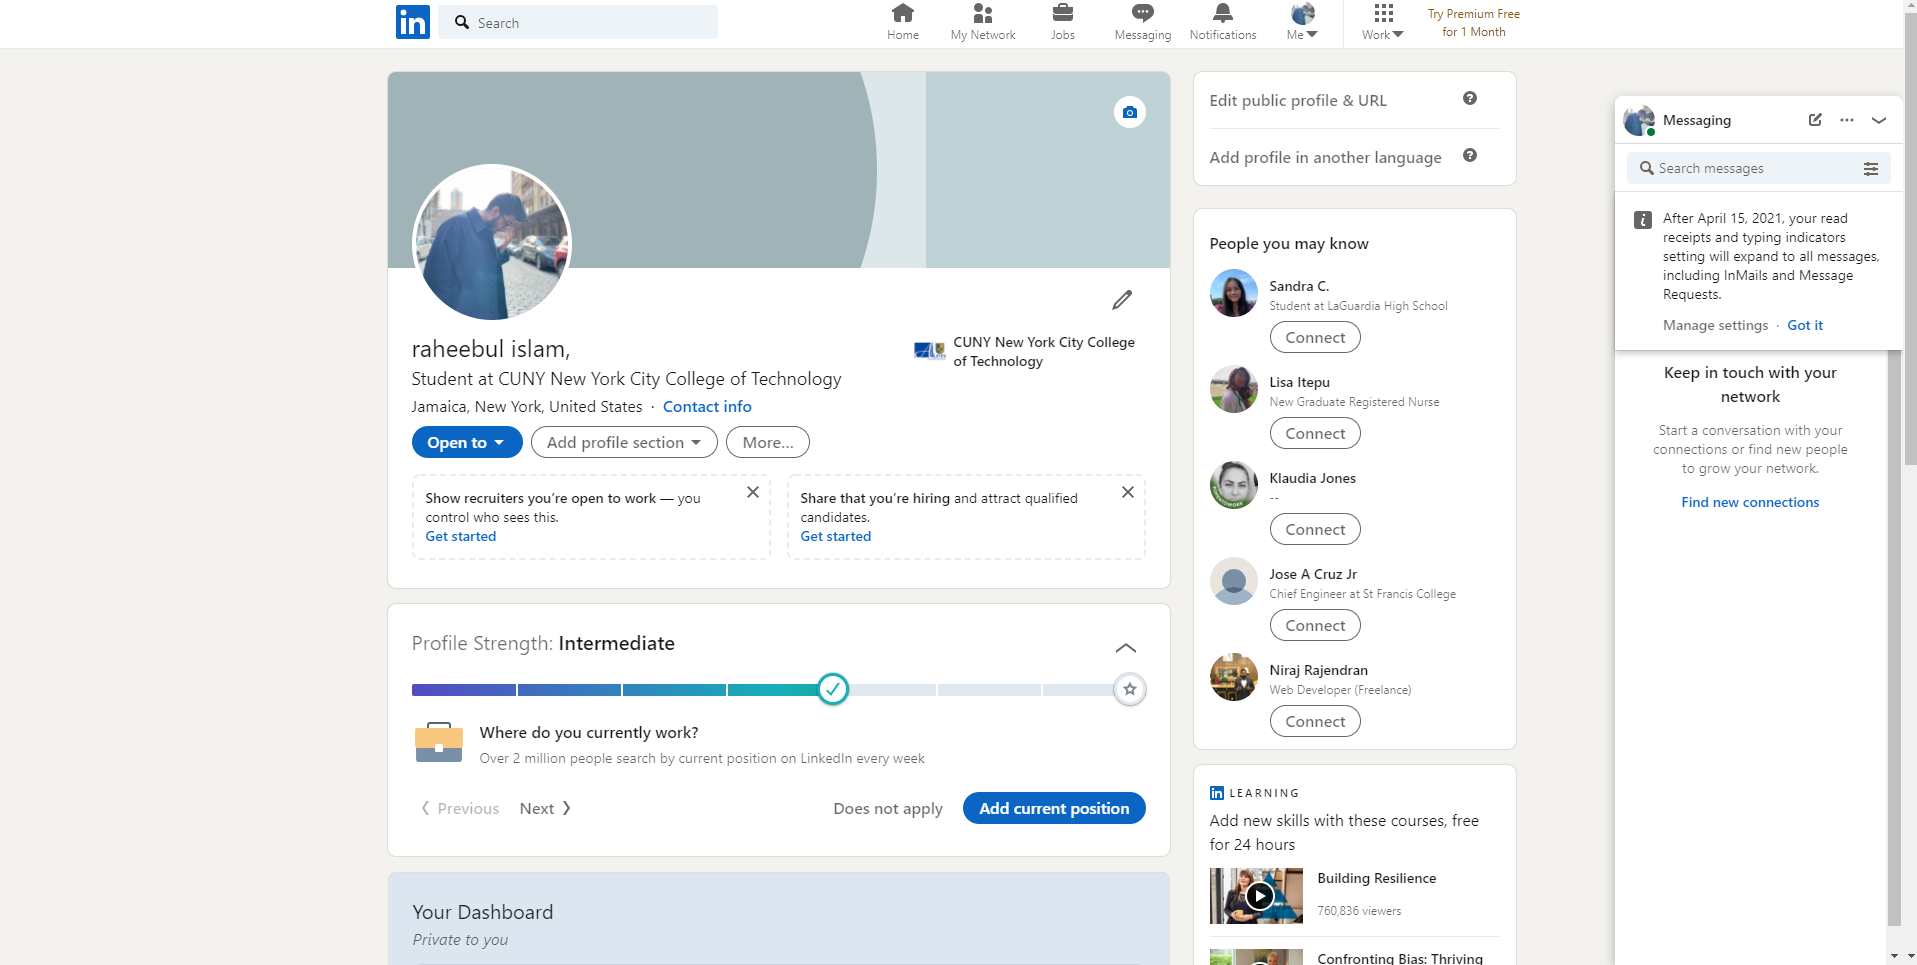 in
Search
Home
My Network
Jobs
Messaging
Notifications
Me
Work
Try Premium Free
for 1 Month
raheebul islam,
Student at CUNY New York City College of Technology
Jamaica, New York, United States · Contact info
CUNY New York City College
of Technology
Open to
Add profile section
More...
Show recruiters you’re open to work — you
control who sees this.
Get started
Share that you’re hiring and attract qualified
candidates.
Get started
Profile Strength: Intermediate
Where do you currently work?
Over 2 million people search by current position on LinkedIn every week
Previous
Next
Does not apply
Add current position
Your Dashboard
Private to you
Edit public profile & URL
Add profile in another language
People you may know
Sandra C.
Student at LaGuardia High School
Connect
Lisa Itepu
New Graduate Registered Nurse
Connect
Klaudia Jones
--
Connect
Jose A Cruz Jr
Chief Engineer at St Francis College
Connect
Niraj Rajendran
Web Developer (Freelance)
Connect
in LEARNING
Add new skills with these courses, free
for 24 hours
Building Resilience
760,836 viewers
Confronting Bias: Thriving
Messaging
Search messages
After April 15, 2021, your read
receipts and typing indicators
setting will expand to all messages,
including InMails and Message
Requests.
Manage settings · Got it
Keep in touch with your
network
Start a conversation with your
connections or find new people
to grow your network.
Find new connections